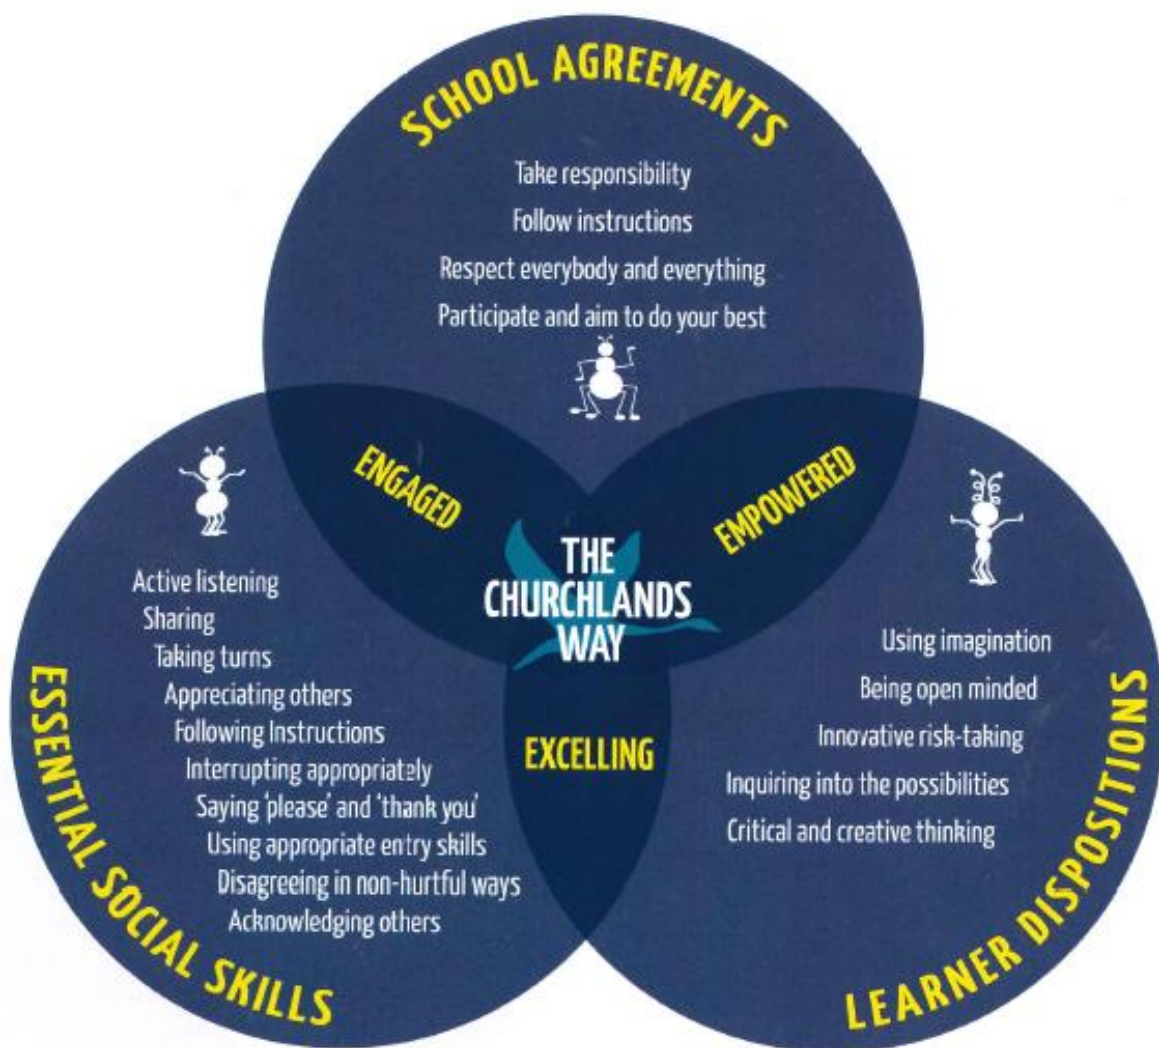 SCHOOL AGREEMENTS
Take responsibility
Follow instructions
Respect everybody and everything
Participate and aim to do your best
ENGAGED
EMPOWERED
THE
CHURCHLANDS
WAY
EXCELLING
Active listening
Sharing
Taking turns
Appreciating others
Following Instructions
Interrupting appropriately
Saying 'please' and 'thank you'
Using appropriate entry skills
Disagreeing in non-hurtful ways
Acknowledging others
ESSENTIAL SOCIAL SKILLS
Using imagination
Being open minded
Innovative risk-taking
Inquiring into the possibilities
Critical and creative thinking
LEARNER DISPOSITIONS